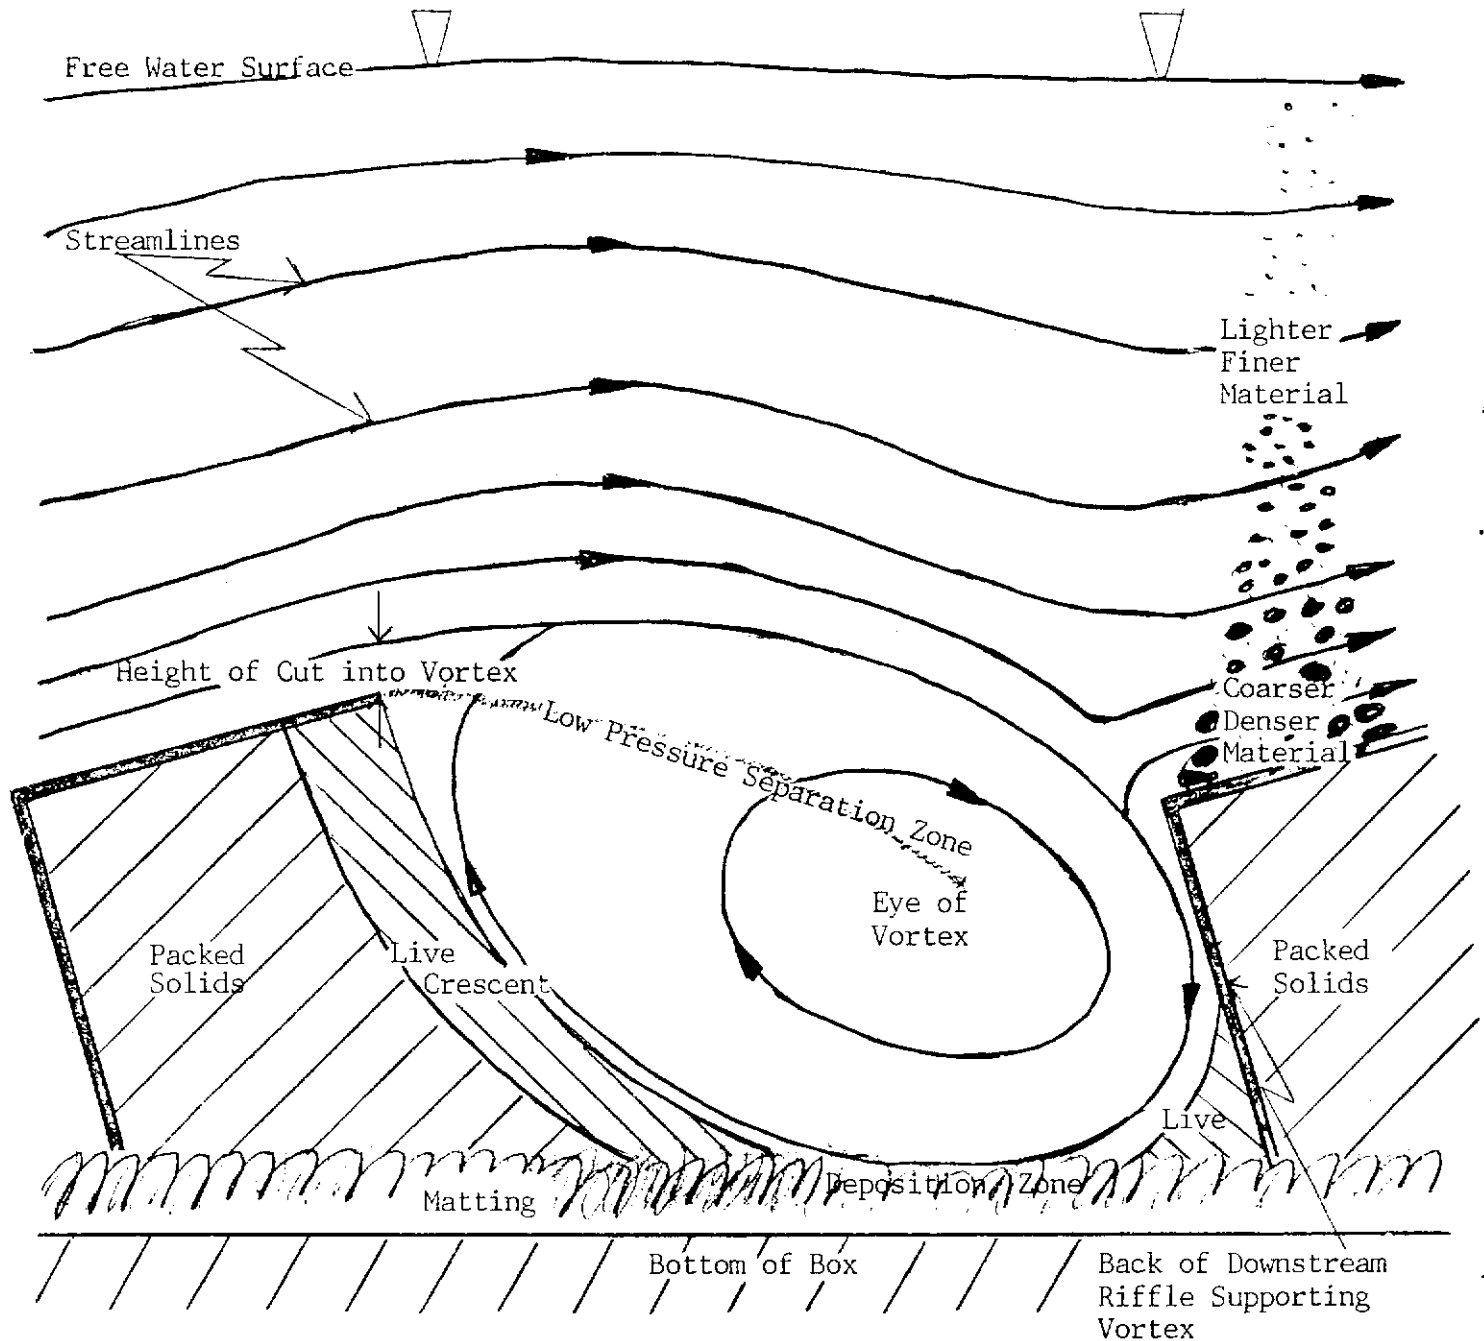 Free Water Surface
Streamlines
Lighter
Finer
Material
Height of Cut into Vortex
Low Pressure Separation Zone
Coarser
Denser
Material
Eye of
Vortex
Packed
Solids
Live
Crescent
Packed
Solids
Live
Matting
Deposition Zone
Bottom of Box
Back of Downstream
Riffle Supporting
Vortex